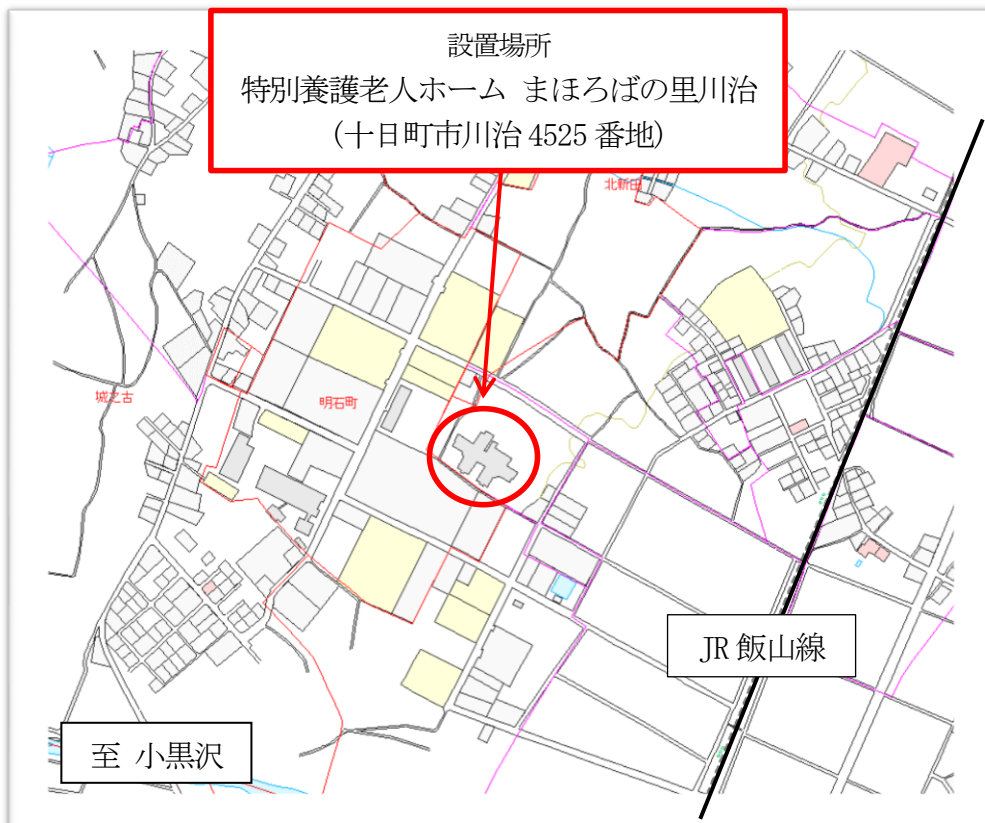 設置場所
特別養護老人ホーム まほろばの里川治
(十日町市川治 4525 番地)
北新田
城之古
明石町
JR 飯山線
至 小黒沢